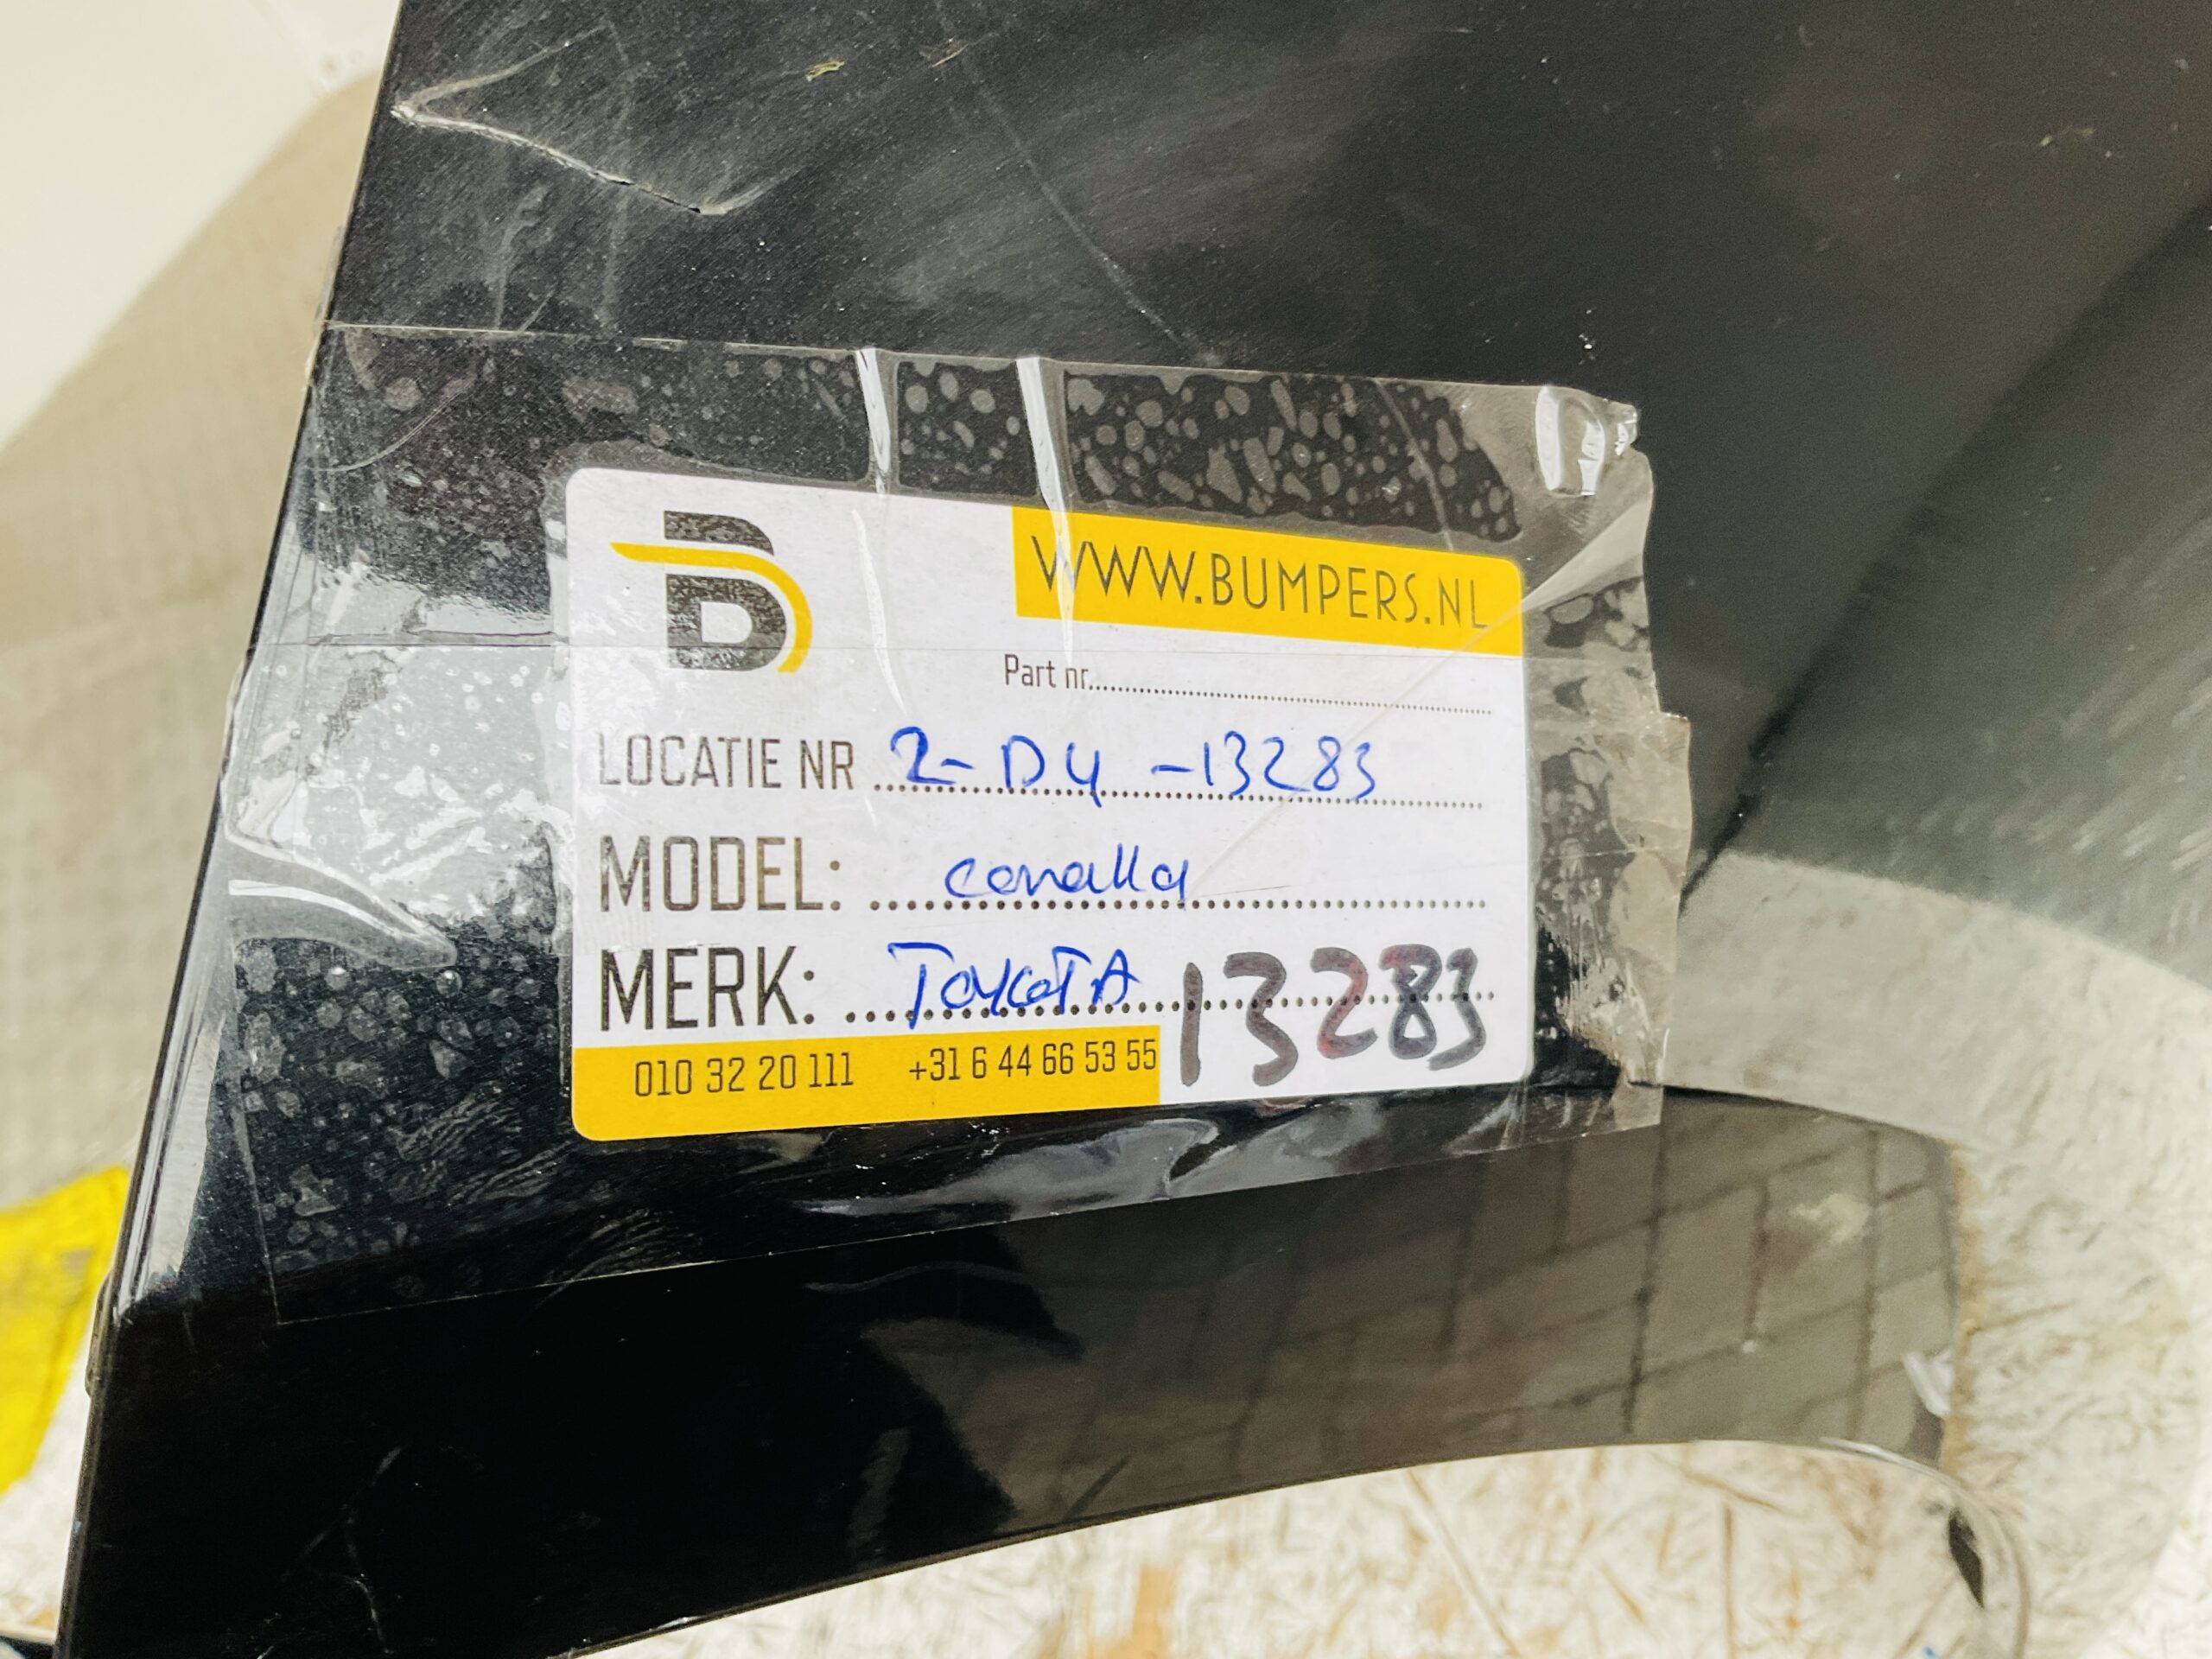 B
WWW.BUMPERS.NL
Part nr
LOCATIE NR 2-D4-13283
MODEL: corolla
MERK: TOYOTA 13283
010 32 20 111 +31 6 44 66 53 55